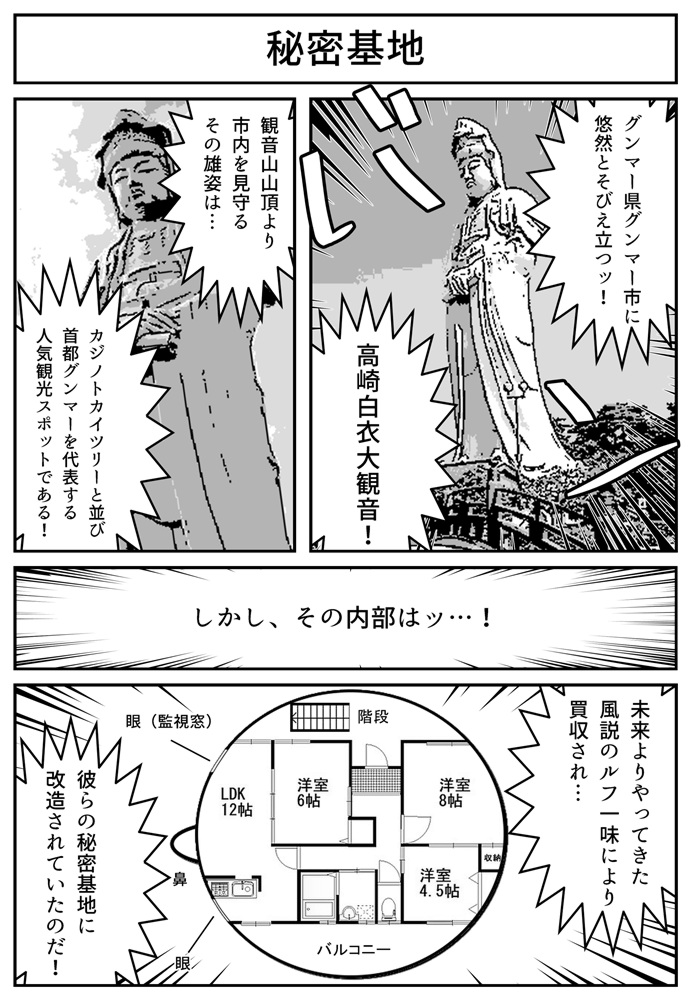 秘密基地
グンマー県グンマー市に
悠然とそびえ立つッ！
ズン
高崎白衣大観音！
観音山山頂より
市内を見守る
その雄姿は…
カジノトカイツリーと並び
首都グンマーを代表する
人気観光スポットである！
しかし、その内部はッ…！
未来よりやってきた
風説のルフ一味により
買収され…
階段
眼（監視窓）
LDK
12帖
洋室
6帖
洋室
8帖
収納
洋室
4.5帖
鼻
眼
バルコニー
彼らの秘密基地に
改造されていたのだ！